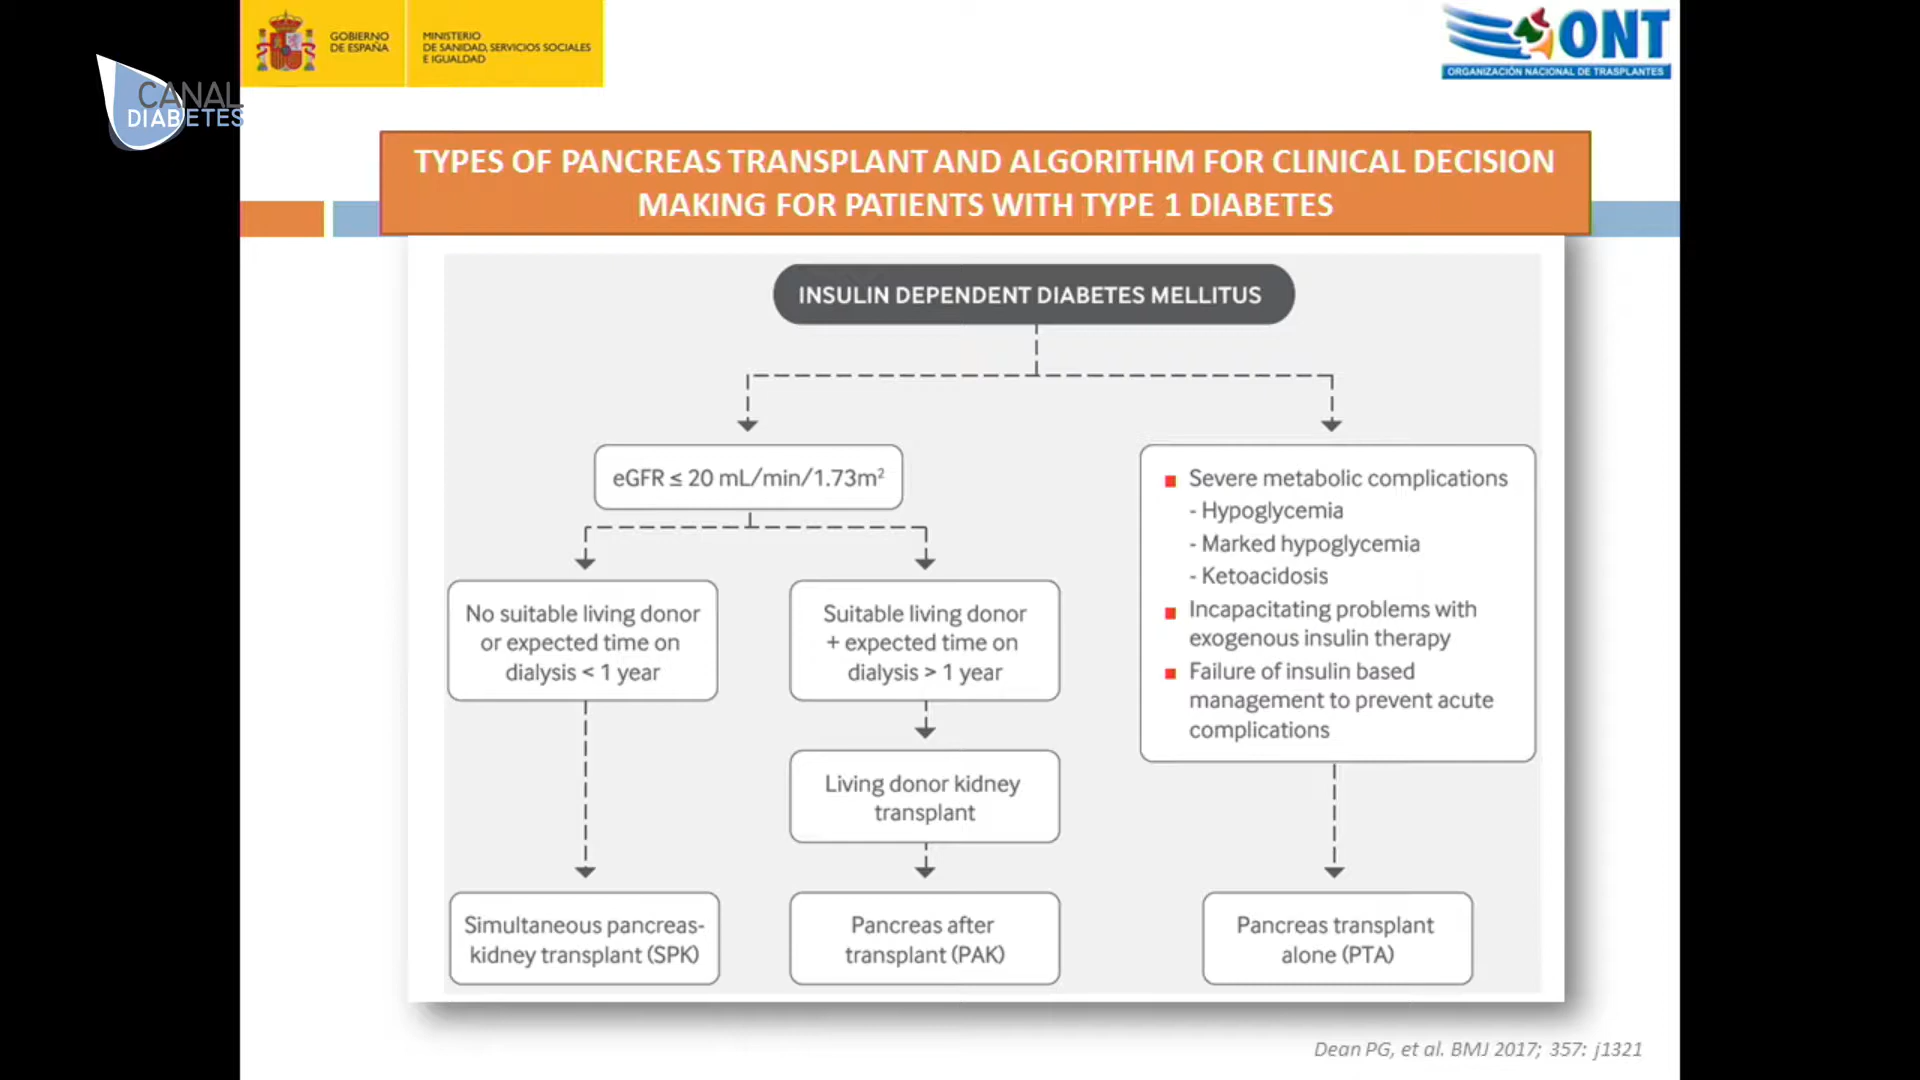 GOBIERNO
DE ESPAÑA
MINISTERIO
DE SANIDAD, SERVICIOS SOCIALES
E IGUALDAD
ONT
ORGANIZACIÓN NACIONAL DE TRASPLANTES
CANAL
DIABETES
TYPES OF PANCREAS TRANSPLANT AND ALGORITHM FOR CLINICAL DECISION
MAKING FOR PATIENTS WITH TYPE 1 DIABETES
INSULIN DEPENDENT DIABETES MELLITUS
eGFR ≤ 20 mL/min/1.73m²
No suitable living donor
or expected time on
dialysis < 1 year
Suitable living donor
+ expected time on
dialysis > 1 year
Severe metabolic complications
- Hypoglycemia
- Marked hypoglycemia
- Ketoacidosis
Incapacitating problems with
exogenous insulin therapy
Failure of insulin based
management to prevent acute
complications
Living donor kidney
transplant
Simultaneous pancreas-
kidney transplant (SPK)
Pancreas after
transplant (PAK)
Pancreas transplant
alone (PTA)
Dean PG, et al. BMJ 2017; 357: j1321